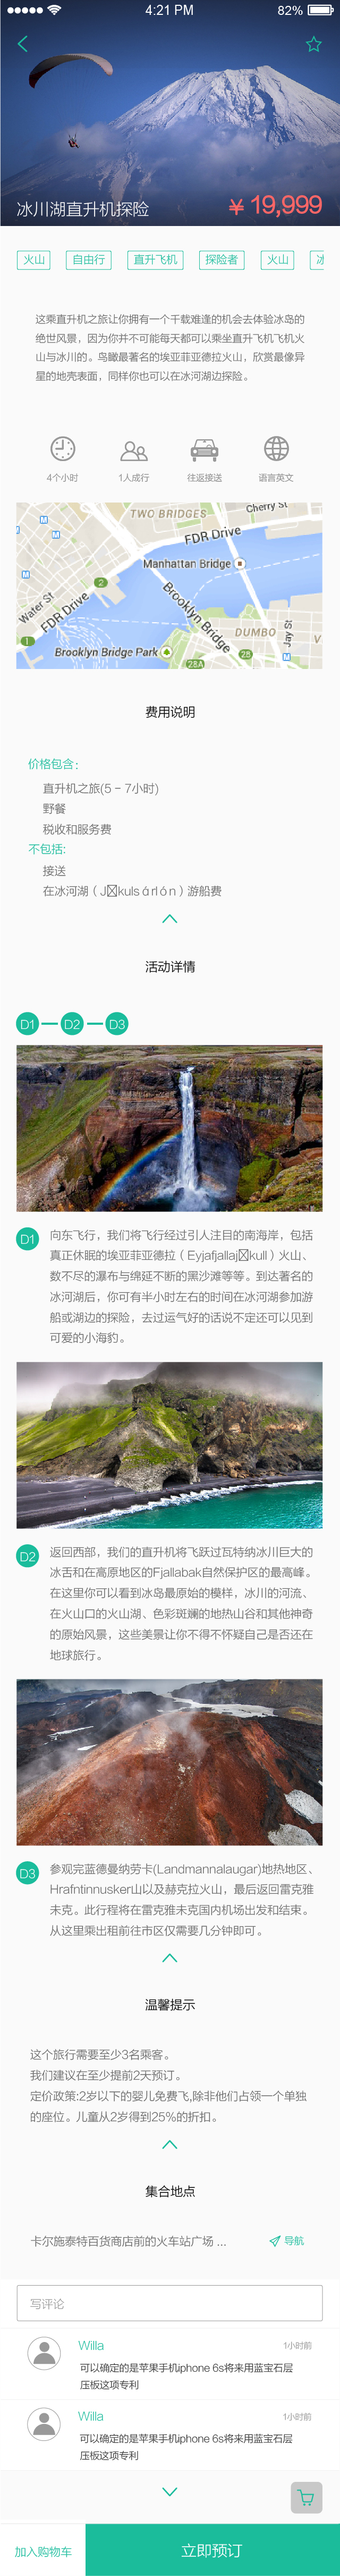 4:21 PM
82%
冰川湖直升机探险
￥19,999
火山
自由行
直升飞机
探险者
火山
这乘直升机之旅让你拥有一个千载难逢的机会去体验冰岛的
绝世风景，因为你并不可能每天都可以乘坐直升飞机飞机火
山与冰川的。鸟瞰最著名的埃亚菲亚德拉火山，欣赏最像异
星的地壳表面，同样你也可以在冰河湖边探险。
4个小时
1人成行
往返接送
语言英文
TWO BRIDGES
Cherry St
FDR Drive
Manhattan Bridge
Water St
FDR Drive
2
Brooklyn Bridge
DUMBO
Jay St
1
Brooklyn Bridge Park
28
28A
费用说明
价格包含：
直升机之旅(5 - 7小时)
野餐
税收和服务费
不包括:
接送
在冰河湖（J□kulsárlón）游船费
活动详情
D1
D2
D3
D1
向东飞行，我们将飞行经过引人注目的南海岸，包括
真正休眠的埃亚菲亚德拉（Eyjafjallaj□kull）火山、
数不尽的瀑布与绵延不断的黑沙滩等等。到达著名的
冰河湖后，你可有半小时左右的时间在冰河湖参加游
船或湖边的探险，去过运气好的话说不定还可以见到
可爱的小海豹。
D2
返回西部，我们的直升机将飞跃过瓦特纳冰川巨大的
冰舌和在高原地区的Fjallabak自然保护区的最高峰。
在这里你可以看到冰岛最原始的模样，冰川的河流、
在火山口的火山湖、色彩斑斓的地热山谷和其他神奇
的原始风景，这些美景让你不得不怀疑自己是否还在
地球旅行。
D3
参观完蓝德曼纳劳卡(Landmannalaugar)地热地区、
Hrafntinnusker山以及赫克拉火山，最后返回雷克雅
未克。此行程将在雷克雅未克国内机场出发和结束。
从这里乘出租前往市区仅需要几分钟即可。
温馨提示
这个旅行需要至少3名乘客。
我们建议在至少提前2天预订。
定价政策:2岁以下的婴儿免费飞,除非他们占领一个单独
的座位。儿童从2岁得到25%的折扣。
集合地点
卡尔施泰特百货商店前的火车站广场 ...
导航
写评论
Willa
1小时前
可以确定的是苹果手机iphone 6s将来用蓝宝石层
压板这项专利
Willa
1小时前
可以确定的是苹果手机iphone 6s将来用蓝宝石层
压板这项专利
加入购物车
立即预订